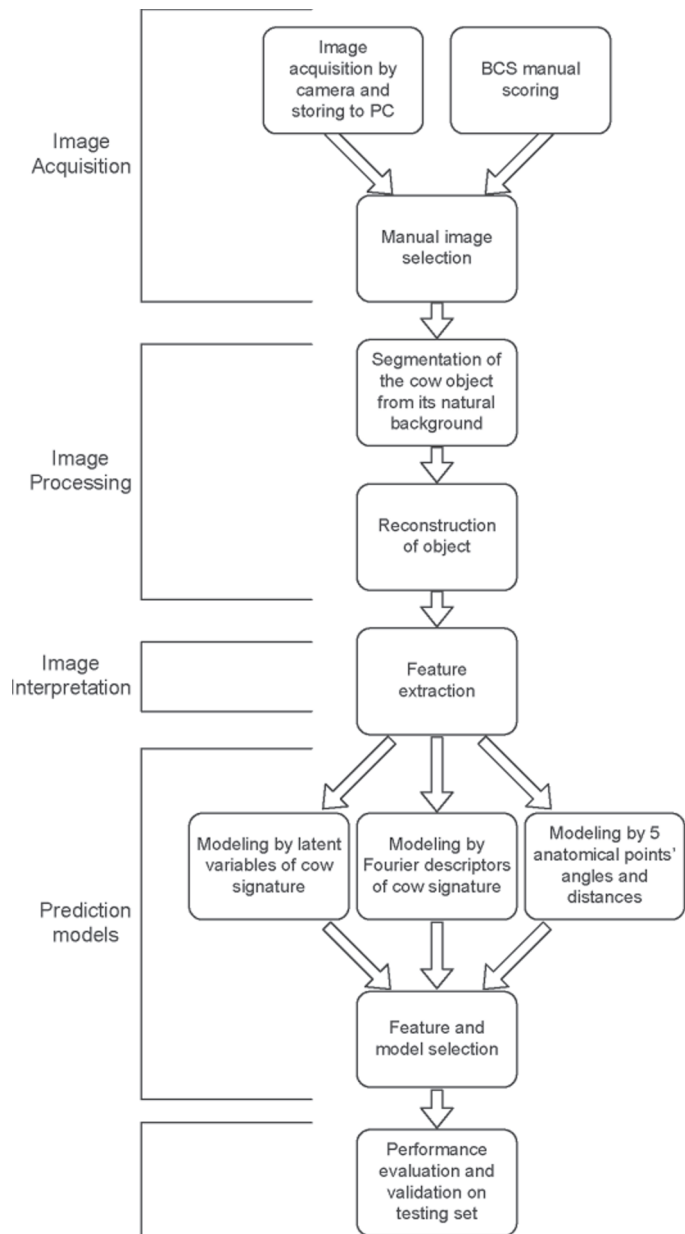 Image
Acquisition
Image
acquisition by
camera and
storing to PC
BCS manual
scoring
Manual image
selection
Image
Processing
Segmentation of
the cow object
from its natural
background
Reconstruction
of object
Image
Interpretation
Feature
extraction
Prediction
models
Modeling by latent
variables of cow
signature
Modeling by
Fourier descriptors
of cow signature
Modeling by 5
anatomical points'
angles and
distances
Feature and
model selection
Performance
evaluation and
validation on
testing set